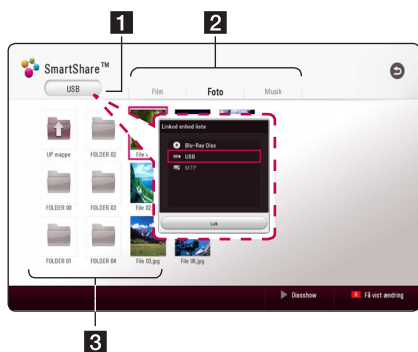 1
2
SmartShare™
USB
Film
Foto
Musik
Linked enhed liste
Blu-Ray Disc
USB
MTP
Luk
UP mappe
FOLDER 02
FOLDER 00
FOLDER 03
File 02
FOLDER 01
FOLDER 04
File 03.jpg
File 06.jpg
Diasshow
Få vist ændring
3